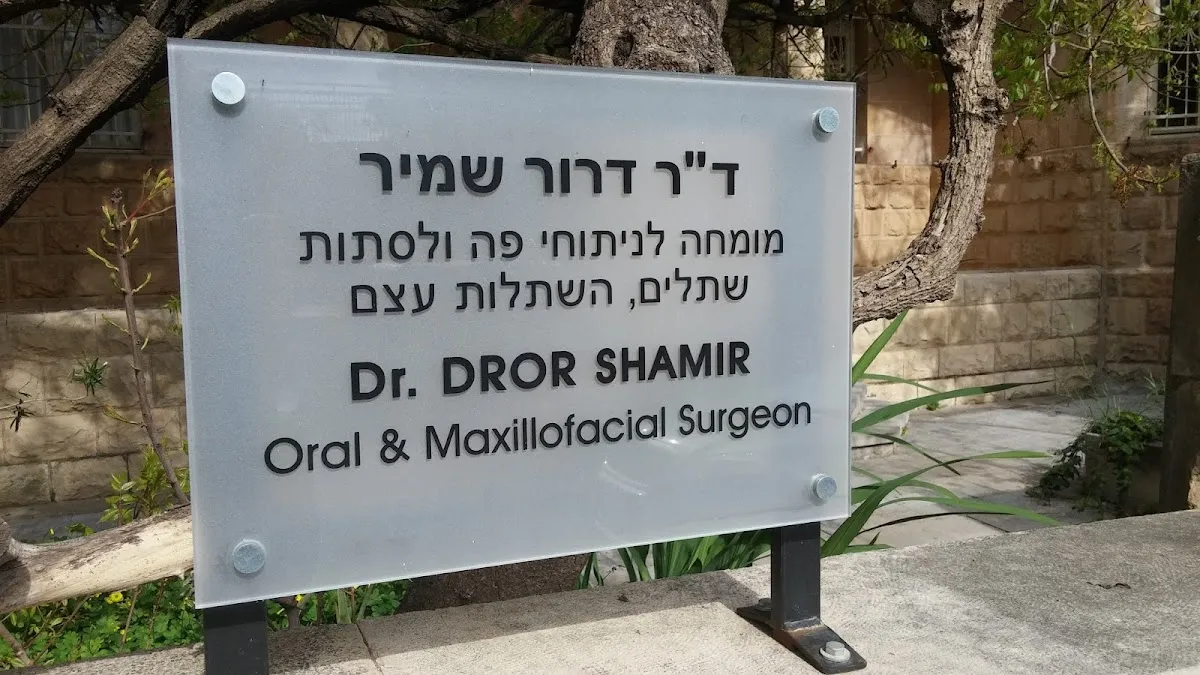 ד"ר דרור שמיר
מומחה לניתוחי פה ולסתות
שתלים, השתלות עצם
Dr. DROR SHAMIR
Oral & Maxillofacial Surgeon